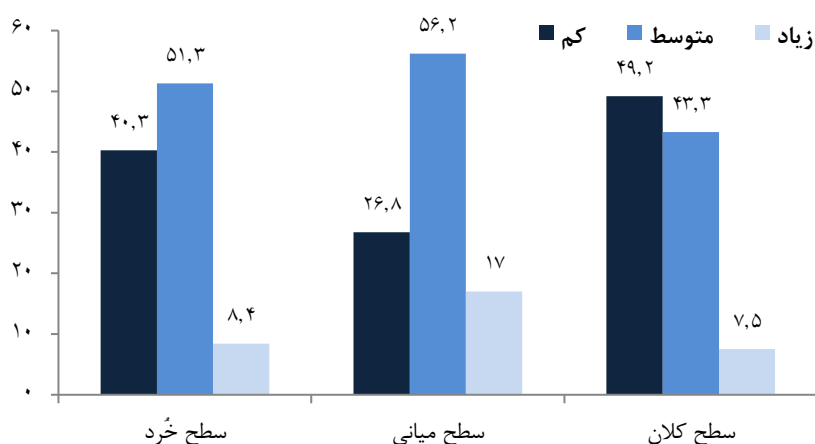 کم متوسط زیاد
۶۰
۵۰
۴۰
۳۰
۲۰
۱۰
۰
۴۰,۳ ۵۱,۳ ۸,۴
۲۶,۸ ۵۶,۲ ۱۷
۴۹,۲ ۴۳,۳ ۷,۵
سطح خُرد سطح میانی سطح کلان